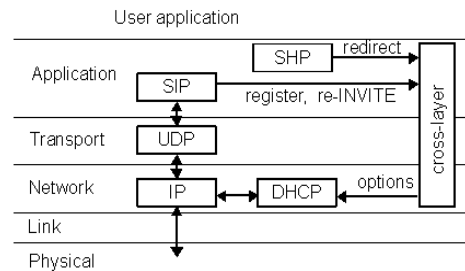 User application
SHP
redirect
Application
SIP
register, re-INVITE
cross-layer
Transport
UDP
Network
IP
DHCP
options
Link
Physical